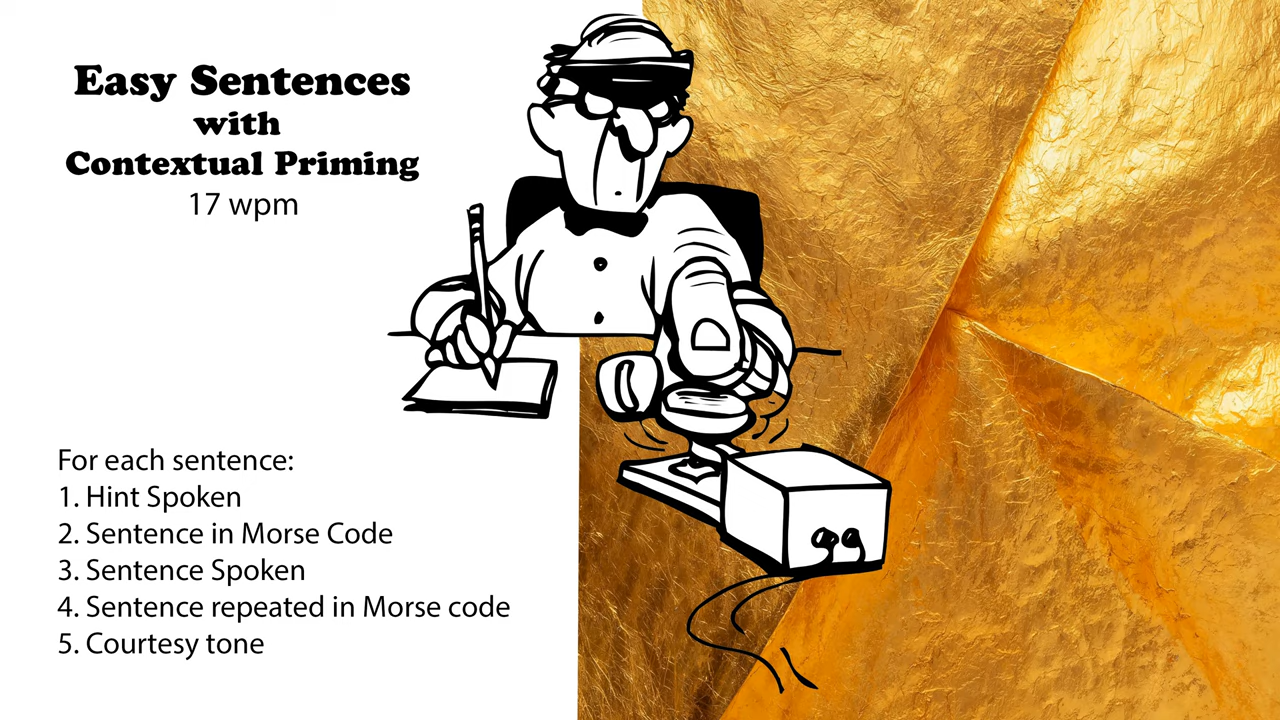 Easy Sentences
with
Contextual Priming
17 wpm
For each sentence:
1. Hint Spoken
2. Sentence in Morse Code
3. Sentence Spoken
4. Sentence repeated in Morse code
5. Courtesy tone